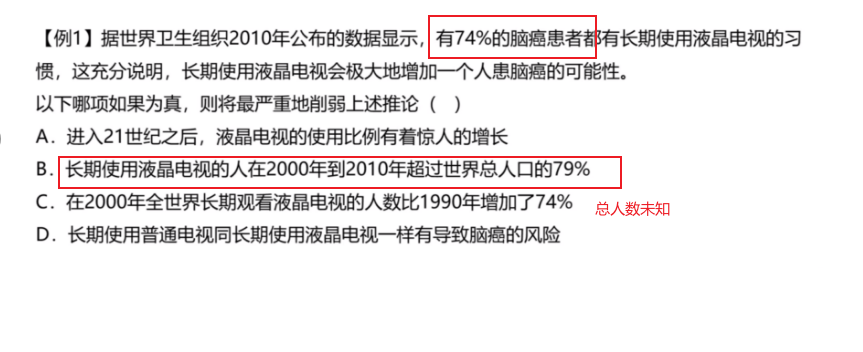 【例1】据世界卫生组织2010年公布的数据显示，有74%的脑癌患者都有长期使用液晶电视的习
惯，这充分说明，长期使用液晶电视会极大地增加一个人患脑癌的可能性。
以下哪项如果为真，则将最严重地削弱上述推论（ ）
A．进入21世纪之后，液晶电视的使用比例有着惊人的增长
B．长期使用液晶电视的人在2000年到2010年超过世界总人口的79%
C．在2000年全世界长期观看液晶电视的人数比1990年增加了74%
总人数未知
D．长期使用普通电视同长期使用液晶电视一样有导致脑癌的风险